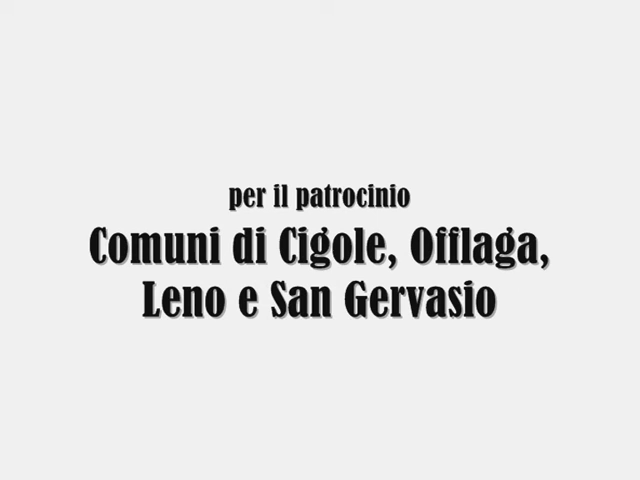 per il patrocinio
Comuni di Cigole, Offlaga,
Leno e San Gervasio